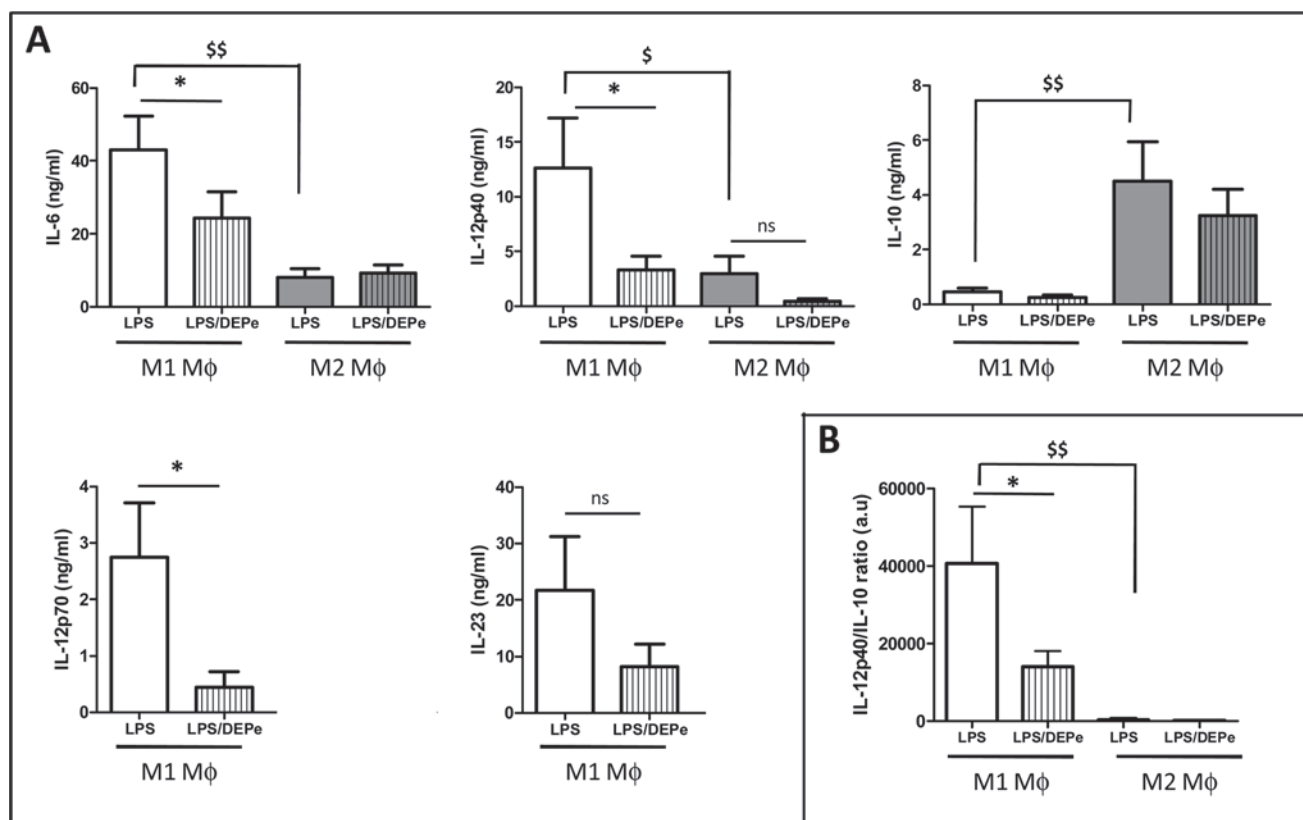 A
$$
*
IL-6 (ng/ml)
60
40
20
0
LPS LPS/DEPe LPS LPS/DEPe
M1 Mϕ M2 Mϕ
$
*
ns
IL-12p40 (ng/ml)
20
15
10
5
0
LPS LPS/DEPe LPS LPS/DEPe
M1 Mϕ M2 Mϕ
$$
IL-10 (ng/ml)
8
6
4
2
0
LPS LPS/DEPe LPS LPS/DEPe
M1 Mϕ M2 Mϕ
*
IL-12p70 (ng/ml)
4
3
2
1
0
LPS LPS/DEPe
M1 Mϕ
ns
IL-23 (ng/ml)
40
30
20
10
0
LPS LPS/DEPe
M1 Mϕ
B
$$
*
IL-12p40/IL-10 ratio (a.u)
60000
40000
20000
0
LPS LPS/DEPe LPS LPS/DEPe
M1 Mϕ M2 Mϕ